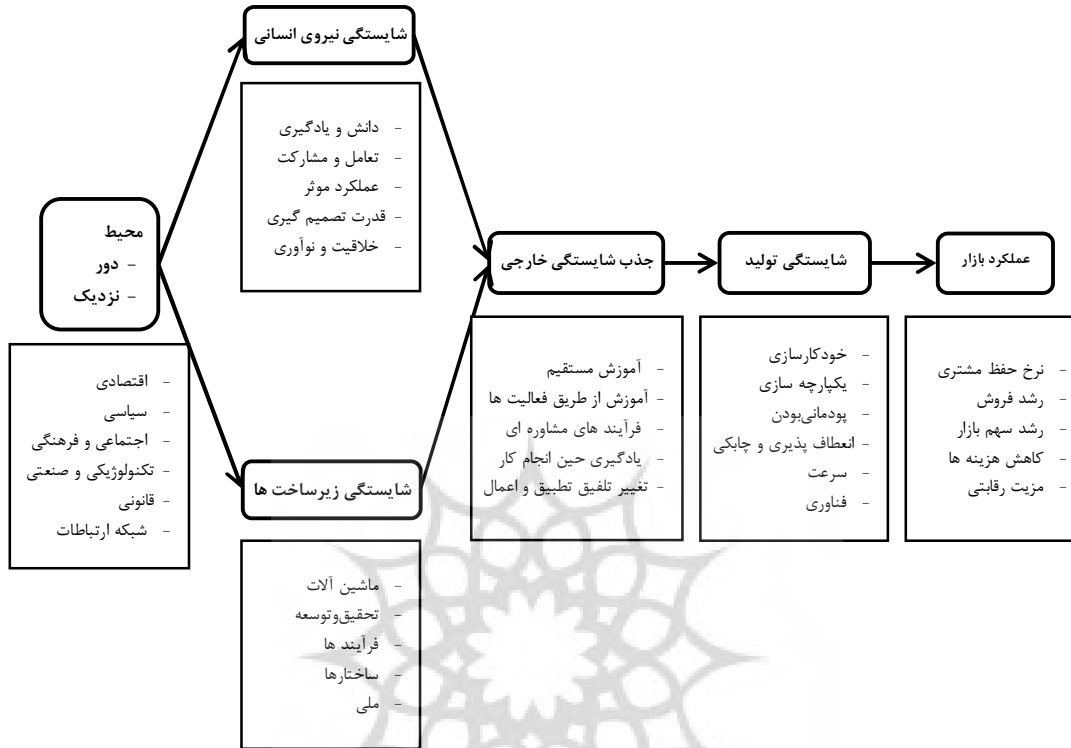 شایستگی نیروی انسانی
- دانش و یادگیری
- تعامل و مشارکت
- عملکرد موثر
- قدرت تصمیم گیری
- خلاقیت و نوآوری
محیط
- دور
- نزدیک
- اقتصادی
- سیاسی
- اجتماعی و فرهنگی
- تکنولوژیکی و صنعتی
- قانونی
- شبکه ارتباطات
شایستگی زیرساخت ها
- ماشین آلات
- تحقیق‌وتوسعه
- فرآیند ها
- ساختارها
- ملی
جذب شایستگی خارجی
- آموزش مستقیم
- آموزش از طریق فعالیت ها
- فرآیند های مشاوره ای
- یادگیری حین انجام کار
- تغییر تلفیق تطبیق و اعمال
شایستگی تولید
- خودکارسازی
- یکپارچه سازی
- پودمانی‌بودن
- انعطاف پذیری و چابکی
- سرعت
- فناوری
عملکرد بازار
- نرخ حفظ مشتری
- رشد فروش
- رشد سهم بازار
- کاهش هزینه ها
- مزیت رقابتی